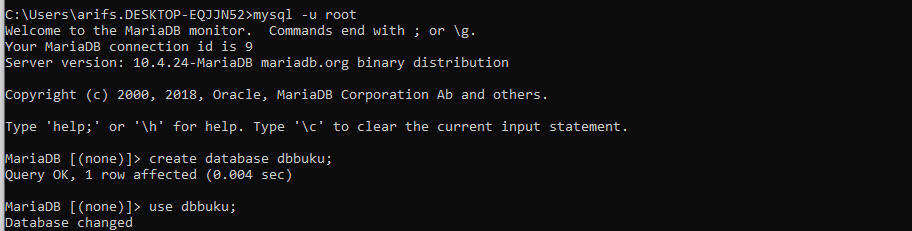 C:\Users\arifs.DESKTOP-EQJJN52>mysql -u root
Welcome to the MariaDB monitor.  Commands end with ; or \g.
Your MariaDB connection id is 9
Server version: 10.4.24-MariaDB mariadb.org binary distribution
Copyright (c) 2000, 2018, Oracle, MariaDB Corporation Ab and others.
Type 'help;' or '\h' for help. Type '\c' to clear the current input statement.
MariaDB [(none)]> create database dbbuku;
Query OK, 1 row affected (0.004 sec)
MariaDB [(none)]> use dbbuku;
Database changed